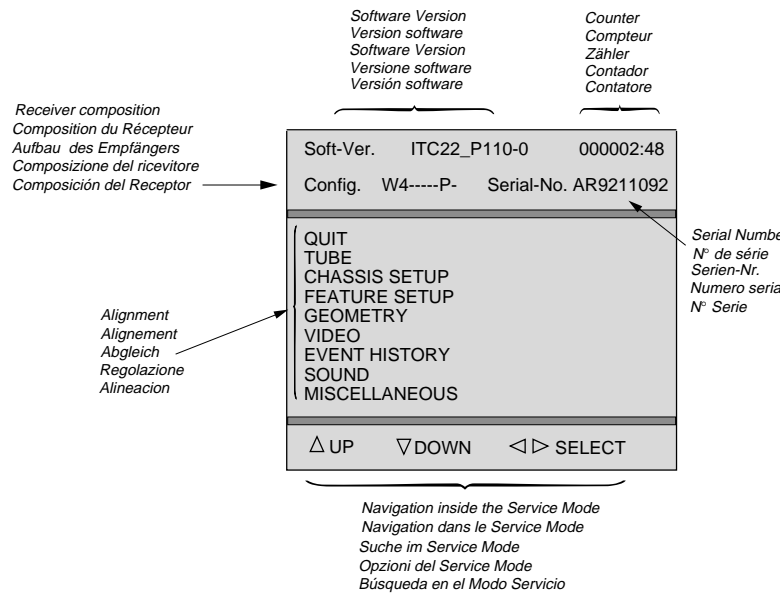 Software Version
Version software
Software Version
Versione software
Versión software
Counter
Compteur
Zähler
Contador
Contatore
Receiver composition
Composition du Récepteur
Aufbau des Empfängers
Composizione del ricevitore
Composición del Receptor
Soft-Ver. ITC22_P110-0 000002:48
Config. W4-----P- Serial-No. AR9211092
QUIT
TUBE
CHASSIS SETUP
FEATURE SETUP
GEOMETRY
VIDEO
EVENT HISTORY
SOUND
MISCELLANEOUS
Serial Numbe
N° de série
Serien-Nr.
Numero seria
N° Serie
Alignment
Alignement
Abgleich
Regolazione
Alineacion
UP DOWN SELECT
Navigation inside the Service Mode
Navigation dans le Service Mode
Suche im Service Mode
Opzioni del Service Mode
Búsqueda en el Modo Servicio